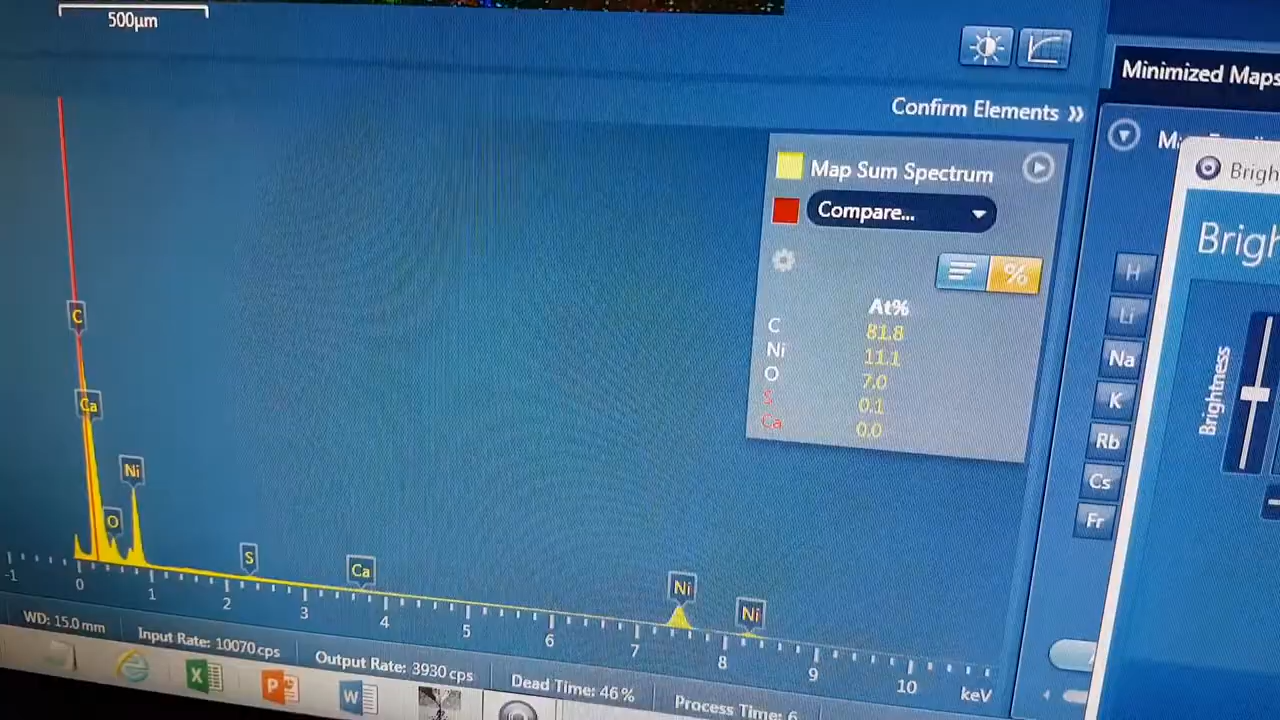 500µm
Minimized Maps
Confirm Elements »
Map Sum Spectrum
Compare...
Brigh
Brigh
%
At%
C 81.8
Ni 11.1
O 7.0
S 0.1
Ca 0.0
H
Li
Na
K
Rb
Cs
Fr
Brightness
C
Ca
Ni
O
S
Ca
Ni
Ni
-1 0 1 2 3 4 5 6 7 8 9 10 keV
WD: 15.0 mm Input Rate: 10070 cps Output Rate: 3930 cps Dead Time: 46 % Process Time: 6